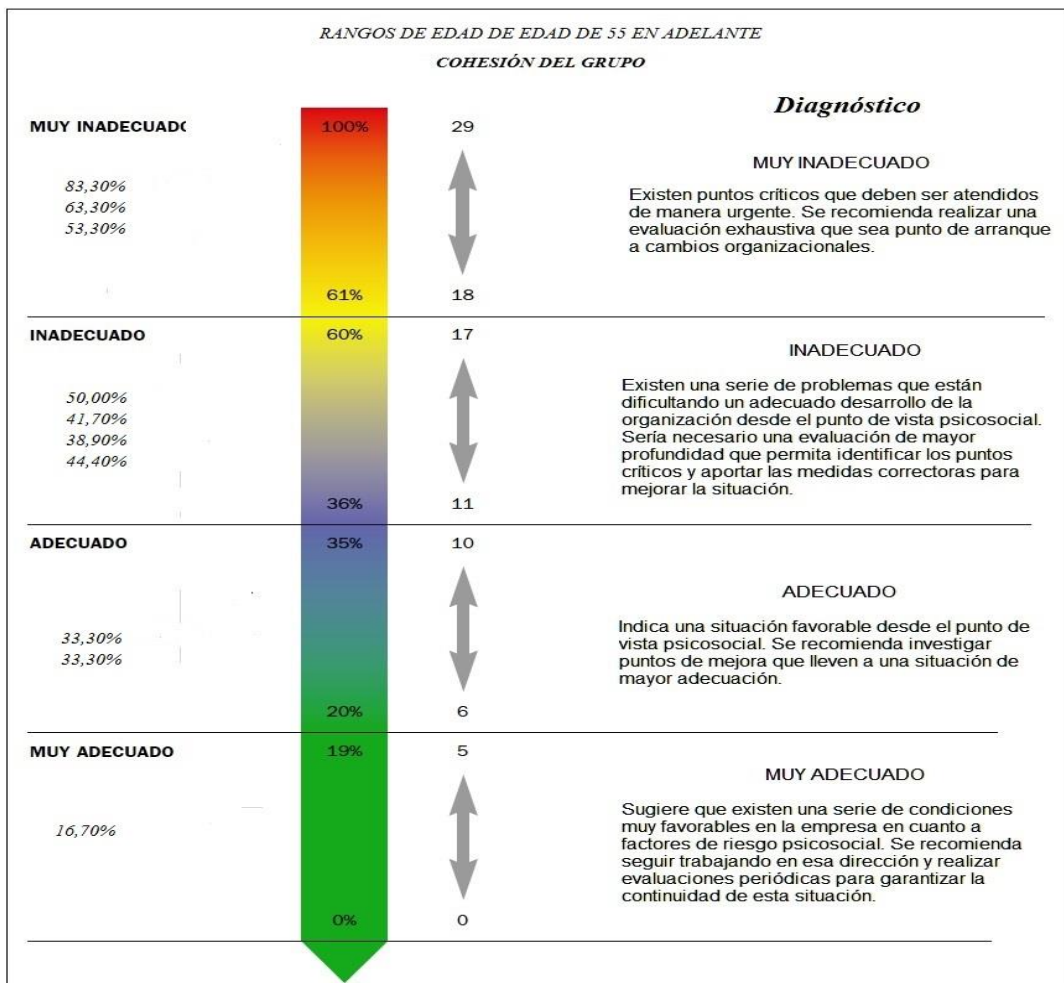 RANGOS DE EDAD DE EDAD DE 55 EN ADELANTE
COHESIÓN DEL GRUPO
Diagnóstico
MUY INADECUADO
100%
29
83,30%
63,30%
53,30%
61%
18
MUY INADECUADO
Existen puntos críticos que deben ser atendidos
de manera urgente. Se recomienda realizar una
evaluación exhaustiva que sea punto de arranque
a cambios organizacionales.
INADECUADO
60%
17
50,00%
41,70%
38,90%
44,40%
36%
11
INADECUADO
Existen una serie de problemas que están
dificultando un adecuado desarrollo de la
organización desde el punto de vista psicosocial.
Sería necesario una evaluación de mayor
profundidad que permita identificar los puntos
críticos y aportar las medidas correctoras para
mejorar la situación.
ADECUADO
35%
10
33,30%
33,30%
20%
6
ADECUADO
Indica una situación favorable desde el punto de
vista psicosocial. Se recomienda investigar
puntos de mejora que lleven a una situación de
mayor adecuación.
MUY ADECUADO
19%
5
16,70%
0%
0
MUY ADECUADO
Sugiere que existen una serie de condiciones
muy favorables en la empresa en cuanto a
factores de riesgo psicosocial. Se recomienda
seguir trabajando en esa dirección y realizar
evaluaciones periódicas para garantizar la
continuidad de esta situación.